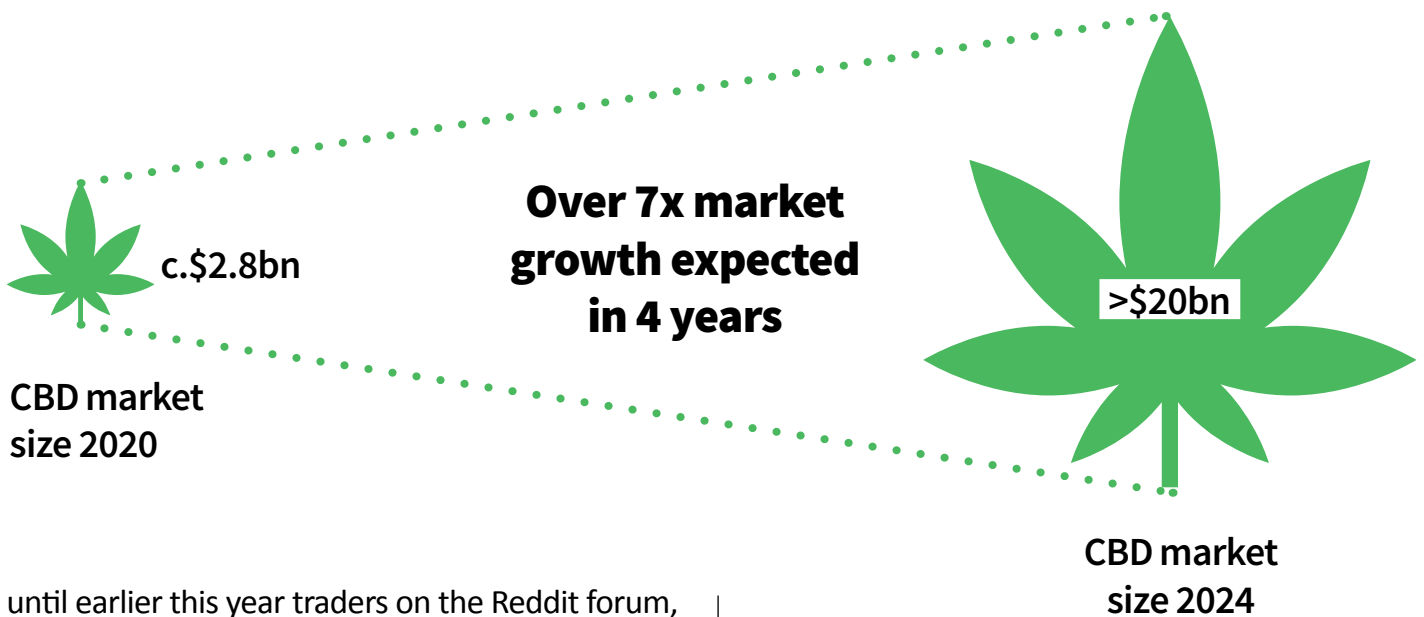 c.$2.8bn
CBD market
size 2020
Over 7x market
growth expected
in 4 years
>$20bn
CBD market
size 2024
until earlier this year traders on the Reddit forum,